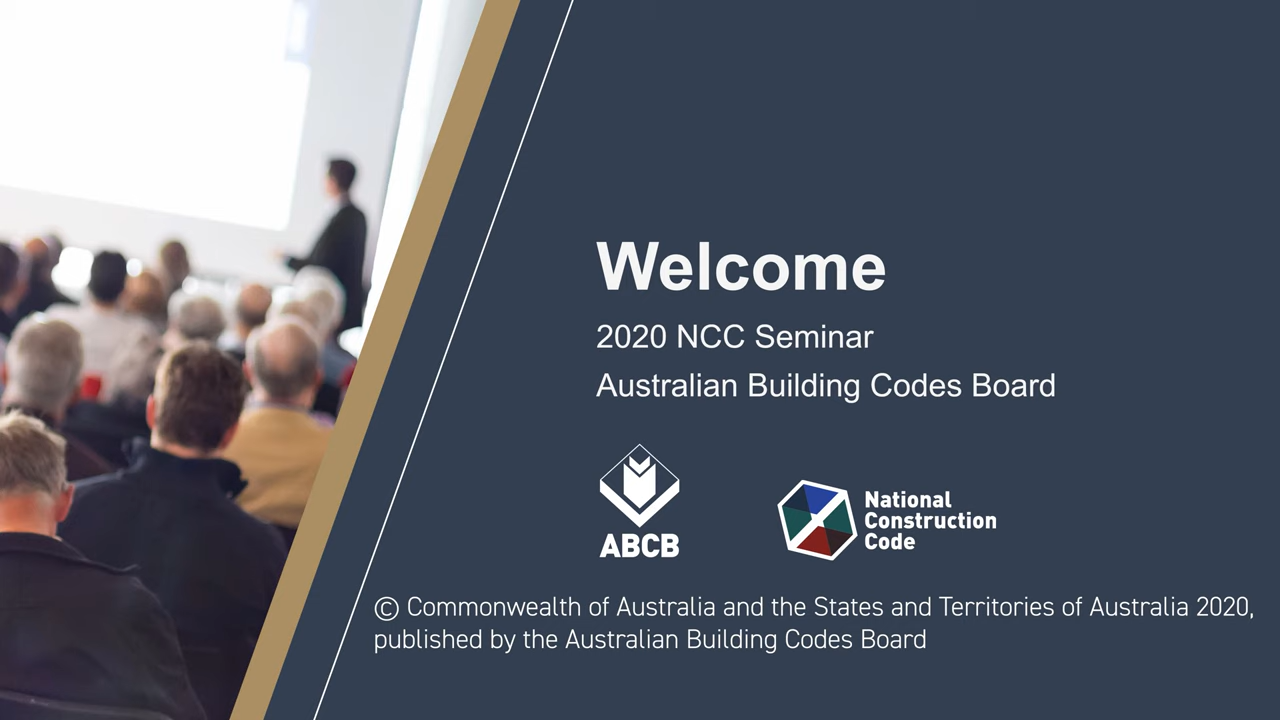 Welcome
2020 NCC Seminar
Australian Building Codes Board
ABCB
National
Construction
Code
© Commonwealth of Australia and the States and Territories of Australia 2020,
published by the Australian Building Codes Board